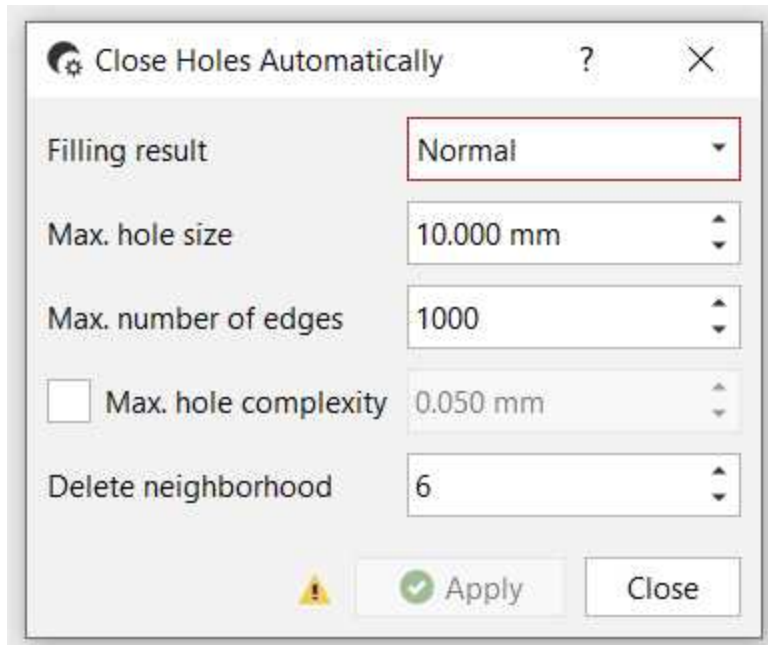 Close Holes Automatically ?
Filling result Normal
Max. hole size 10.000 mm
Max. number of edges 1000
Max. hole complexity 0.050 mm
Delete neighborhood 6
Apply Close